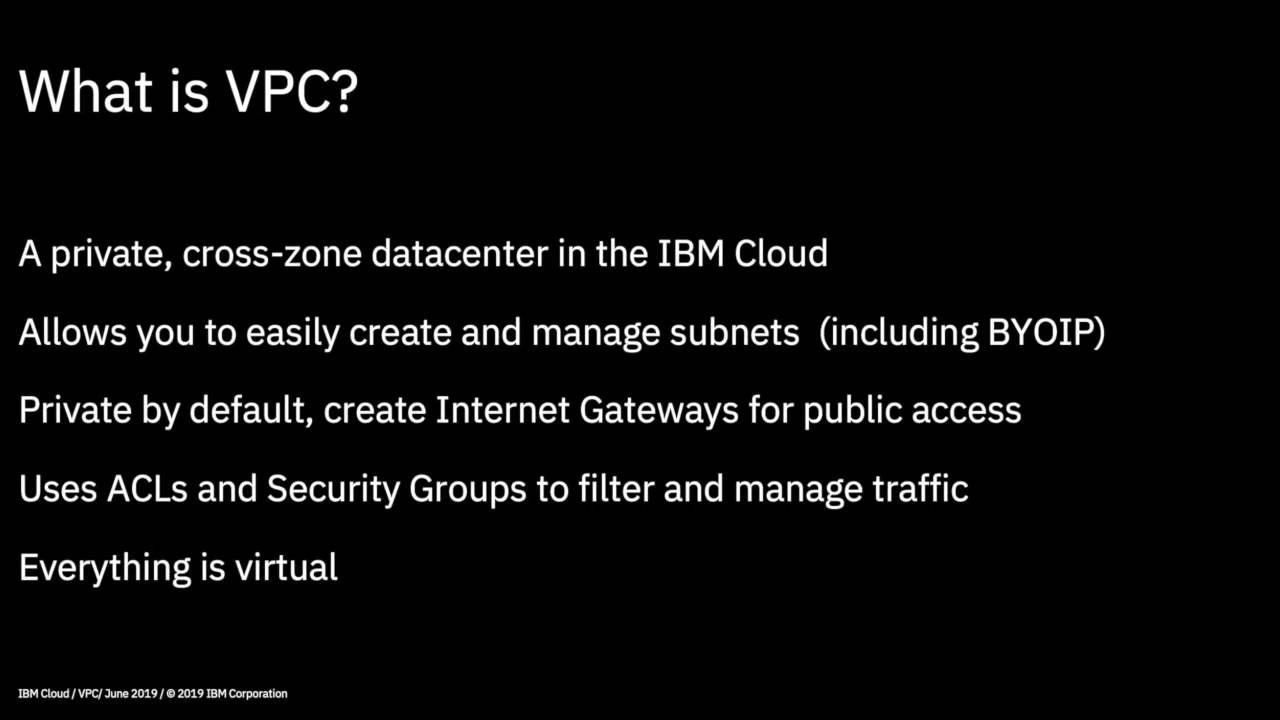 What is VPC?
A private, cross-zone datacenter in the IBM Cloud
Allows you to easily create and manage subnets  (including BYOIP)
Private by default, create Internet Gateways for public access
Uses ACLs and Security Groups to filter and manage traffic
Everything is virtual
IBM Cloud / VPC/ June 2019 / © 2019 IBM Corporation